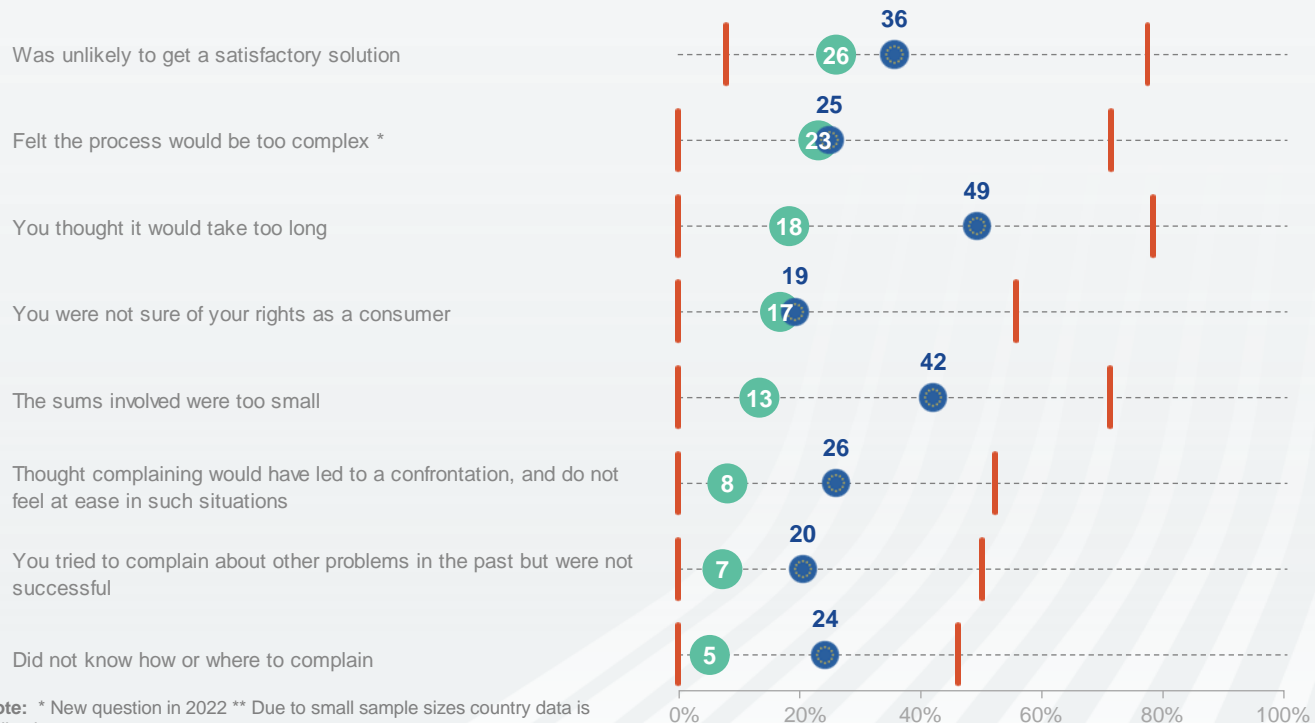 36
Was unlikely to get a satisfactory solution
26
25
Felt the process would be too complex *
23
49
You thought it would take too long
18
19
You were not sure of your rights as a consumer
17
42
The sums involved were too small
13
26
Thought complaining would have led to a confrontation, and do not
feel at ease in such situations
8
20
You tried to complain about other problems in the past but were not
successful
7
24
Did not know how or where to complain
5
ote: * New question in 2022 ** Due to small sample sizes country data is
0% 20% 40% 60% 80% 100%